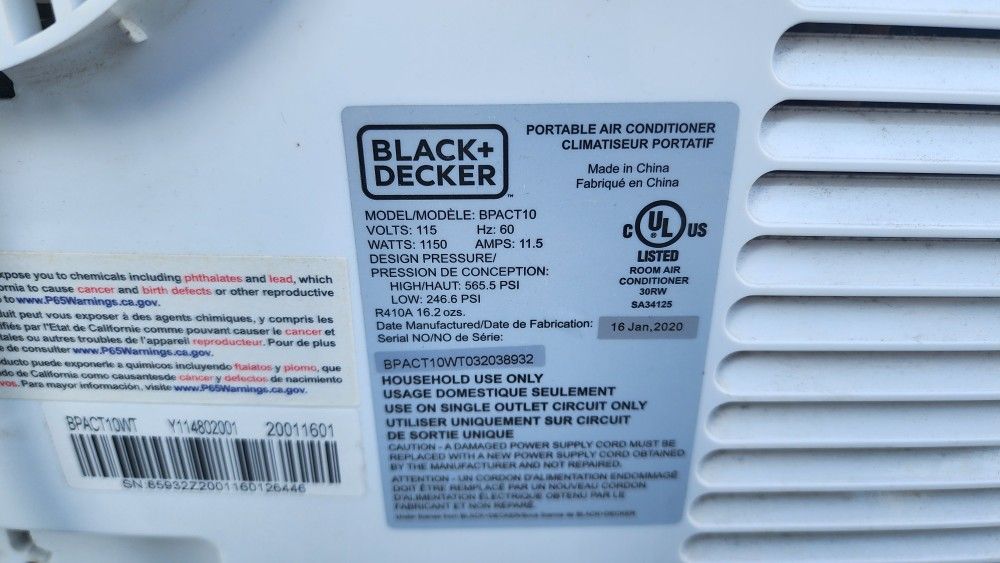 BLACK+
DECKER
™
PORTABLE AIR CONDITIONER
CLIMATISEUR PORTATIF
Made in China
Fabriqué en China
MODEL/MODÈLE: BPACT10
VOLTS: 115 Hz: 60
WATTS: 1150 AMPS: 11.5
DESIGN PRESSURE/
PRESSION DE CONCEPTION:
HIGH/HAUT: 565.5 PSI
LOW: 246.6 PSI
R410A 16.2 ozs.
C UL US
®
LISTED
ROOM AIR
CONDITIONER
30RW
SA34125
Date Manufactured/Date de Fabrication: 16 Jan,2020
Serial NO/NO de Série:
BPACT10WT032038932
HOUSEHOLD USE ONLY
USAGE DOMESTIQUE SEULEMENT
USE ON SINGLE OUTLET CIRCUIT ONLY
UTILISER UNIQUEMENT SUR CIRCUIT
DE SORTIE UNIQUE
CAUTION - A DAMAGED POWER SUPPLY CORD MUST BE
REPLACED WITH A NEW POWER SUPPLY CORD OBTAINED
BY THE MANUFACTURER AND NOT REPAIRED.
ATTENTION - UN CORDON D'ALIMENTATION ENDOMMAGÉ
DOIT ÊTRE REMPLACÉ PAR UN NOUVEAU CORDON
D'ALIMENTATION ÉLECTRIQUE OBTENU PAR LE
FABRICANT ET NON RÉPARÉ.
xpose you to chemicals including phthalates and lead, which
ornia to cause cancer and birth defects or other reproductive
to www.P65Warnings.ca.gov.
duit peut vous exposer à des agents chimiques, y compris les
ifiés par l'Etat de Californie comme pouvant causer le cancer et
tales ou autres troubles de l'appareil reproducteur. Pour de plus
e de consulter www.P65Warnings.ca.gov.
ducto puede exponerle a químicos incluyendo ftalatos y plomo, que
do de California como causantesde cancer y defectos de nacimiento
vos. Para mayor información, visite www.P65Warnings.ca.gov.
BPACT10WT Y114802001 20011601
SN:85932Z2001160126446